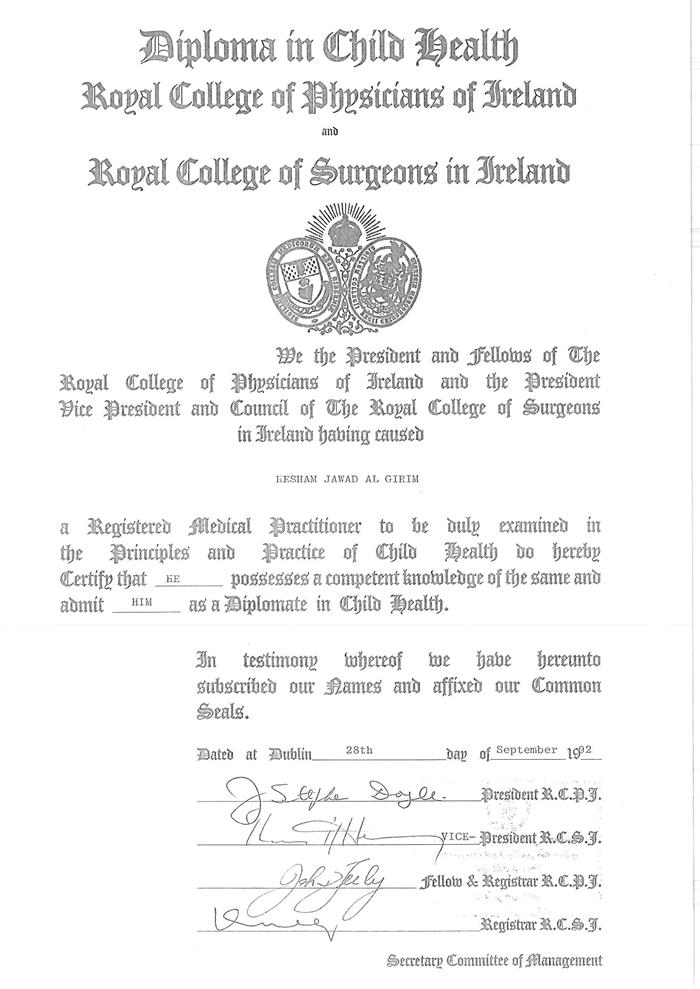 Diploma in Child Health
Royal College of Physicians of Ireland
and
Royal College of Surgeons in Ireland
We the President and Fellows of The
Royal College of Physicians of Ireland and the President
Vice President and Council of The Royal College of Surgeons
in Ireland having caused
HESHAM JAWAD AL GIRIM
a Registered Medical Practitioner to be duly examined in
the Principles and Practice of Child Health do hereby
Certify that HE possesses a competent knowledge of the same and
admit HIM as a Diplomate in Child Health.
In testimony whereof we have hereunto
subscribed our Names and affixed our Common
Seals.
Dated at Dublin 28th day of September 1992
J Stephen Doyle. President R.C.P.I.
VICE- President R.C.S.I.
Fellow & Registrar R.C.P.I.
Registrar R.C.S.I.
Secretary Committee of Management